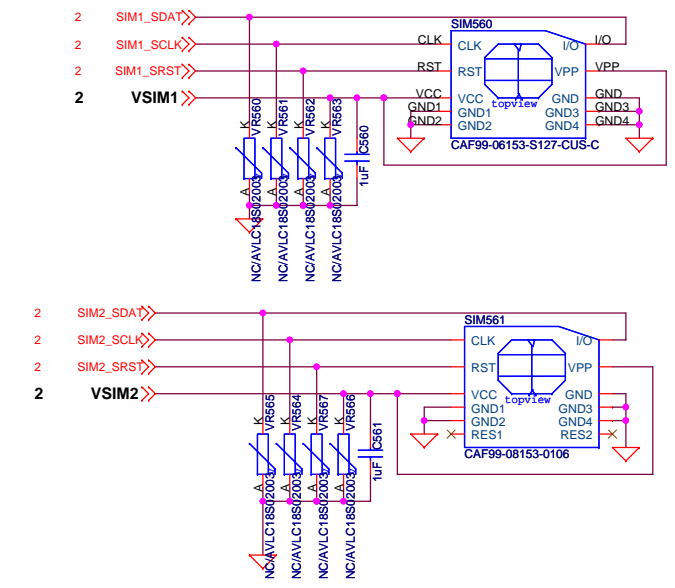 SIM560
2 SIM1_SDAT I/O I/O
2 SIM1_SCLK CLK CLK
2 SIM1_SRST RST RST VPP VPP
2 VSIM1 VCC VCC GND GND
GND1 GND1 GND3 GND3
GND2 GND2 GND4 GND4
topview
CAF99-06153-S127-CUS-C
K K K K
VR560 VR561 VR562 VR563 C560
1uF
A A A A
NC/AVLC18S02003 NC/AVLC18S02003 NC/AVLC18S02003 NC/AVLC18S02003
2 SIM2_SDAT
SIM561
2 SIM2_SCLK CLK I/O
2 SIM2_SRST RST VPP
2 VSIM2 VCC GND
topview
GND1 GND3
GND2 GND4
RES1 RES2
CAF99-08153-0106
K K K K
VR565 VR564 VR567 VR566 C561
1uF
A A A A
NC/AVLC18S02003 NC/AVLC18S02003 NC/AVLC18S02003 NC/AVLC18S02003